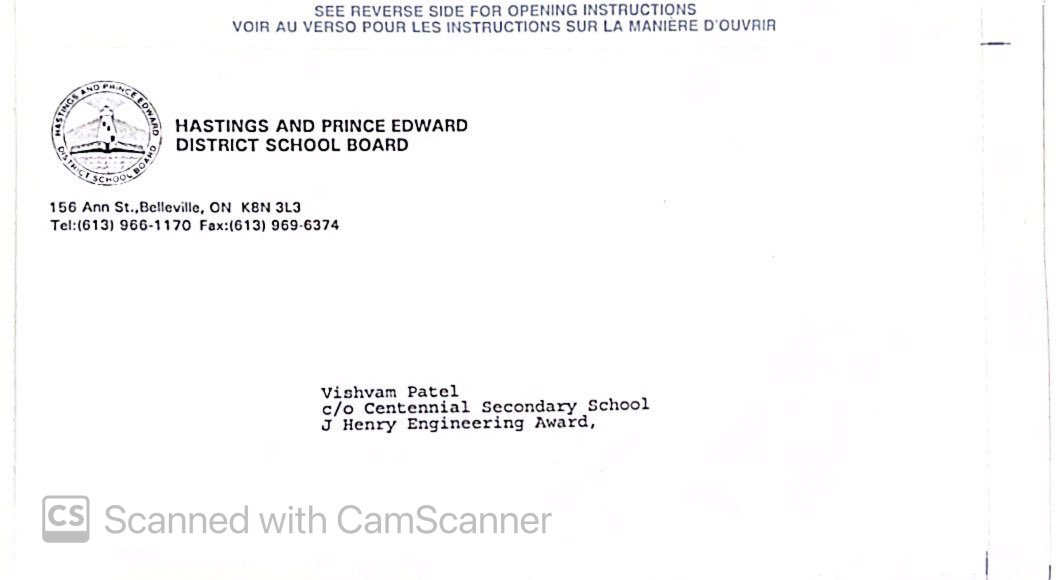 SEE REVERSE SIDE FOR OPENING INSTRUCTIONS
VOIR AU VERSO POUR LES INSTRUCTIONS SUR LA MANIÈRE D'OUVRIR
HASTINGS AND PRINCE EDWARD
DISTRICT SCHOOL BOARD
HASTINGS AND PRINCE EDWARD
DISTRICT SCHOOL BOARD
156 Ann St.,Belleville, ON K8N 3L3
Tel:(613) 966-1170 Fax:(613) 969-6374
Vishvam Patel
c/o Centennial Secondary School
J Henry Engineering Award,
CS Scanned with CamScanner